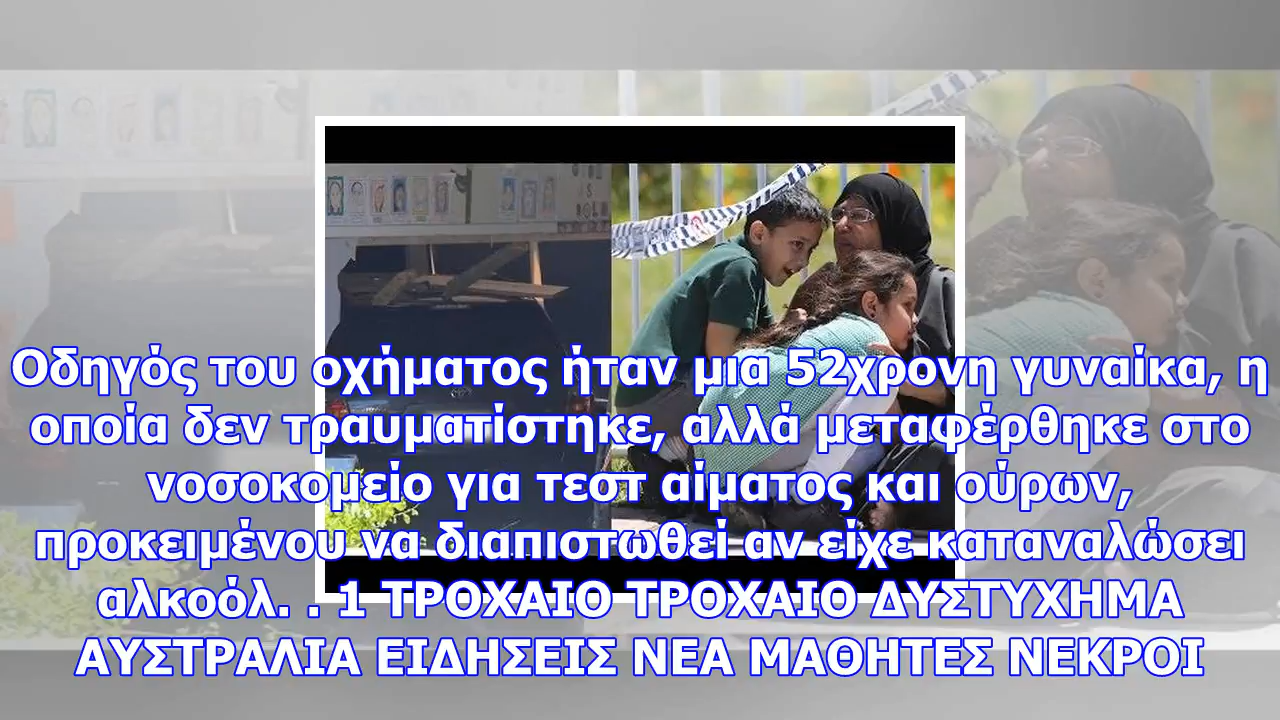 Οδηγός του οχήματος ήταν μια 52χρονη γυναίκα, η
οποία δεν τραυματίστηκε, αλλά μεταφέρθηκε στο
νοσοκομείο για τεστ αίματος και ούρων,
προκειμένου να διαπιστωθεί αν είχε καταναλώσει
αλκοόλ. . 1 ΤΡΟΧΑΙΟ ΤΡΟΧΑΙΟ ΔΥΣΤΥΧΗΜΑ
ΑΥΣΤΡΑΛΙΑ ΕΙΔΗΣΕΙΣ ΝΕΑ ΜΑΘΗΤΕΣ ΝΕΚΡΟΙ